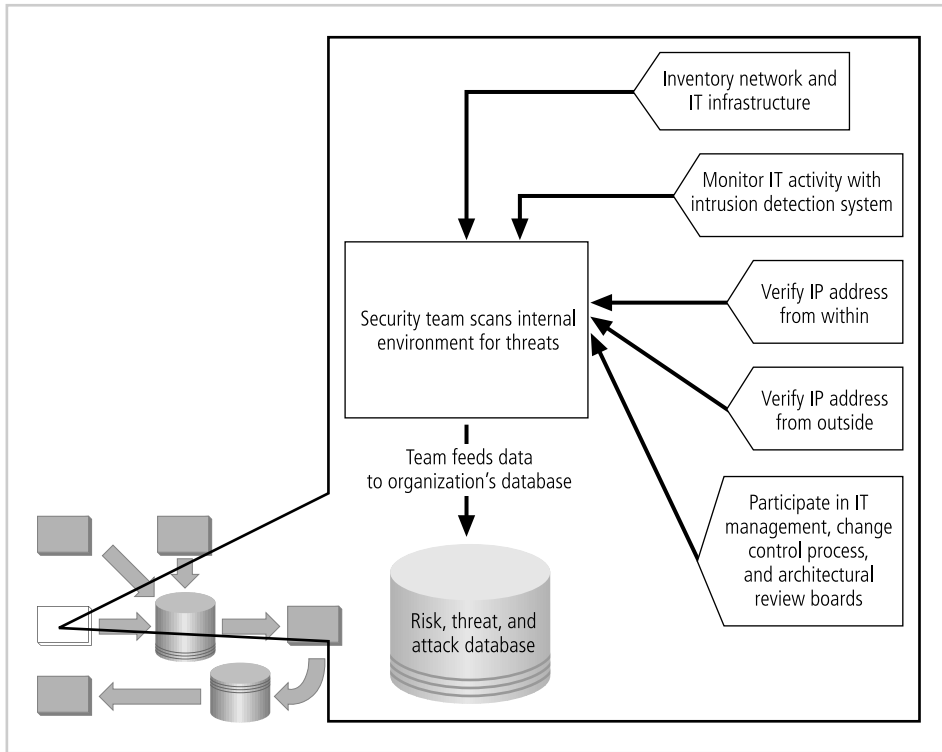 Inventory network and
IT infrastructure
Monitor IT activity with
intrusion detection system
Verify IP address
from within
Security team scans internal
environment for threats
Verify IP address
from outside
Team feeds data
to organization’s database
Participate in IT
management, change
control process,
and architectural
review boards
Risk, threat, and
attack database